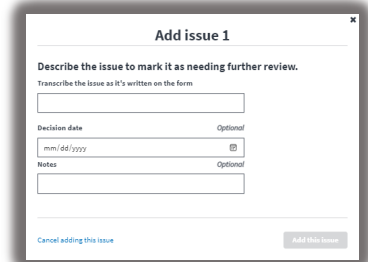 ×
Add issue 1
Describe the issue to mark it as needing further review.
Transcribe the issue as it's written on the form
Decision date Optional
mm/dd/yyyy
Notes Optional
Cancel adding this issue Add this issue